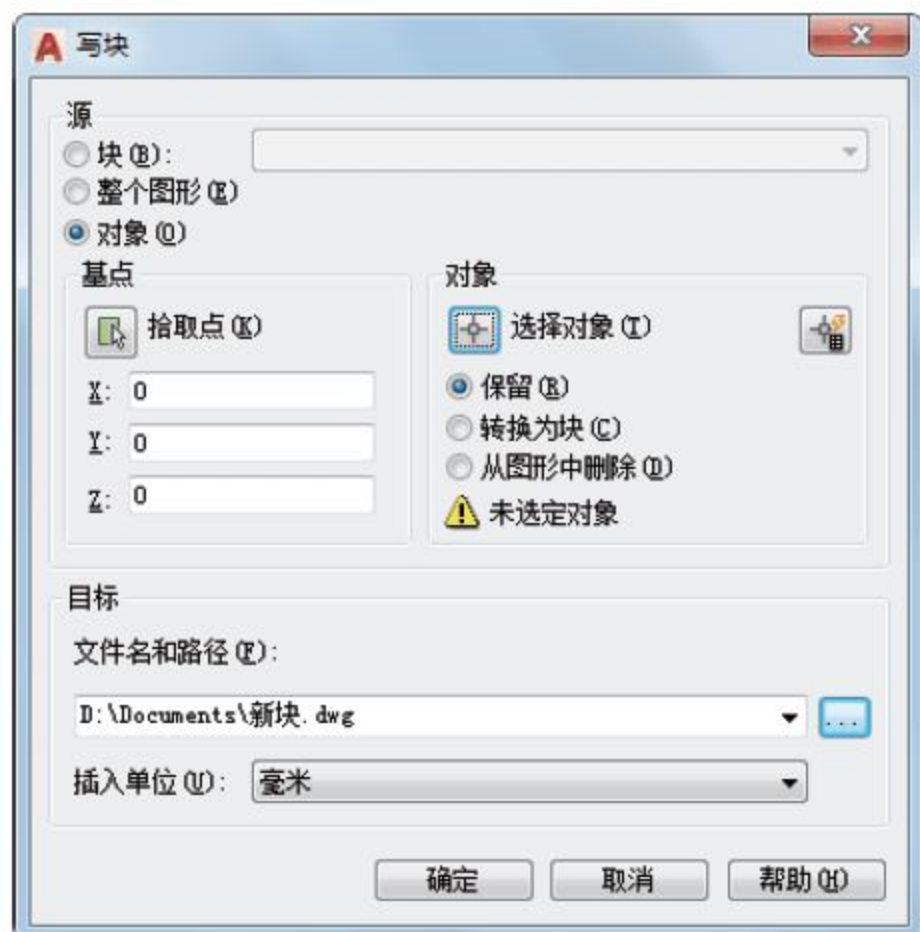 写块
源
块(B):
整个图形(E)
对象(O)
基点
拾取点(K)
X: 0
Y: 0
Z: 0
对象
选择对象(T)
保留(R)
转换为块(C)
从图形中删除(D)
未选定对象
目标
文件名和路径(F):
D:\Documents\新块.dwg
...
插入单位(U): 毫米
确定 取消 帮助(H)